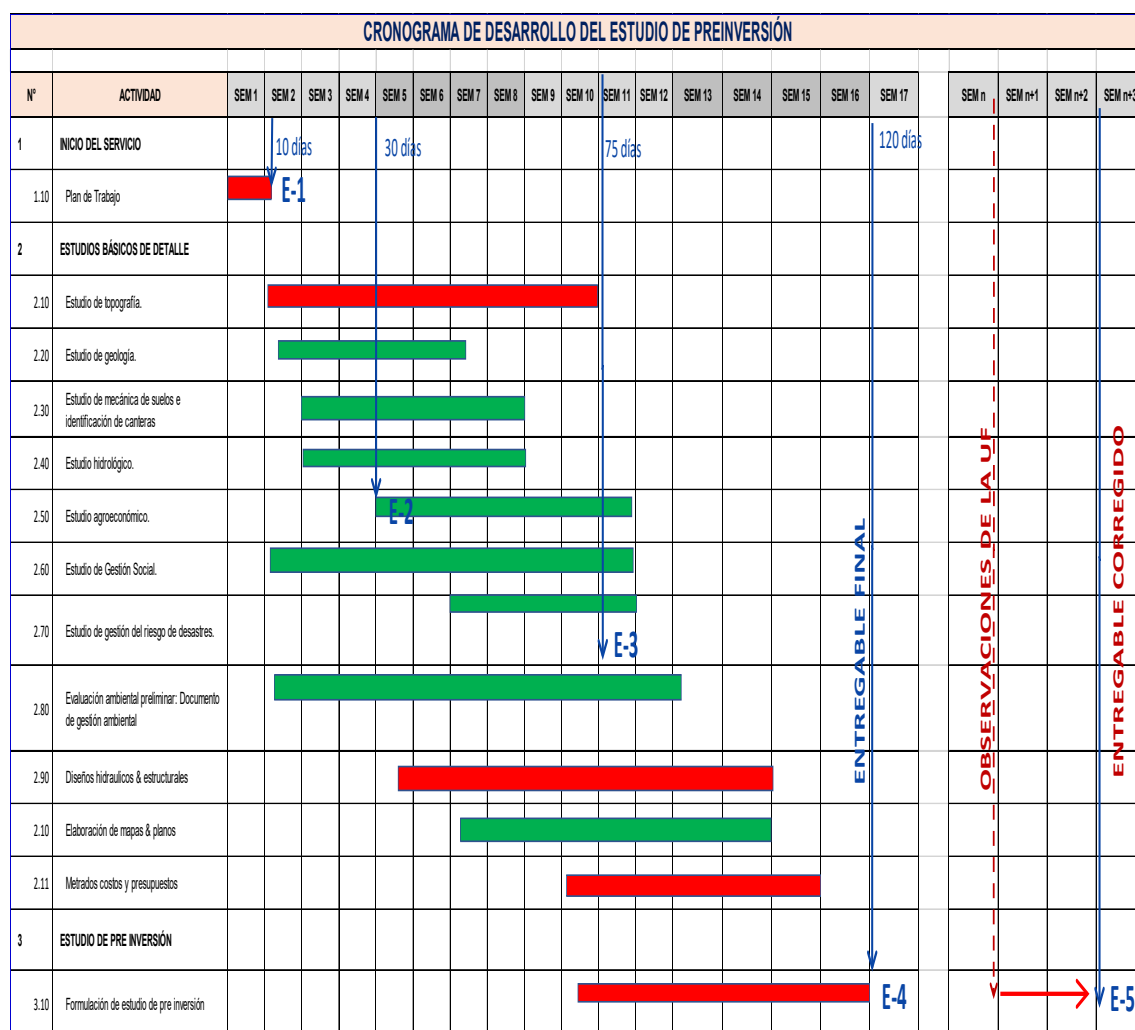 CRONOGRAMA DE DESARROLLO DEL ESTUDIO DE PREINVERSIÓN
N° ACTIVIDAD SEM 1 SEM 2 SEM 3 SEM 4 SEM 5 SEM 6 SEM 7 SEM 8 SEM 9 SEM 10 SEM 11 SEM 12 SEM 13 SEM 14 SEM 15 SEM 16 SEM 17 SEM n SEM n+1 SEM n+2 SEM n+3
1 INICIO DEL SERVICIO 10 días 30 días 75 días 120 días
1.10 Plan de Trabajo E-1
2 ESTUDIOS BÁSICOS DE DETALLE
2.10 Estudio de topografía.
2.20 Estudio de geología.
2.30 Estudio de mecánica de suelos e
identificación de canteras
2.40 Estudio hidrológico.
2.50 Estudio agroeconómico. E-2
2.60 Estudio de Gestión Social.
2.70 Estudio de gestión del riesgo de desastres. E-3
2.80 Evaluación ambiental preliminar: Documento
de gestión ambiental
2.90 Diseños hidraulicos & estructurales
2.10 Elaboración de mapas & planos
2.11 Metrados costos y presupuestos
3 ESTUDIO DE PRE INVERSIÓN
3.10 Formulación de estudio de pre inversión E-4 E-5
ENTREGABLE FINAL
OBSERVACIONES DE LA UF
ENTREGABLE CORREGIDO